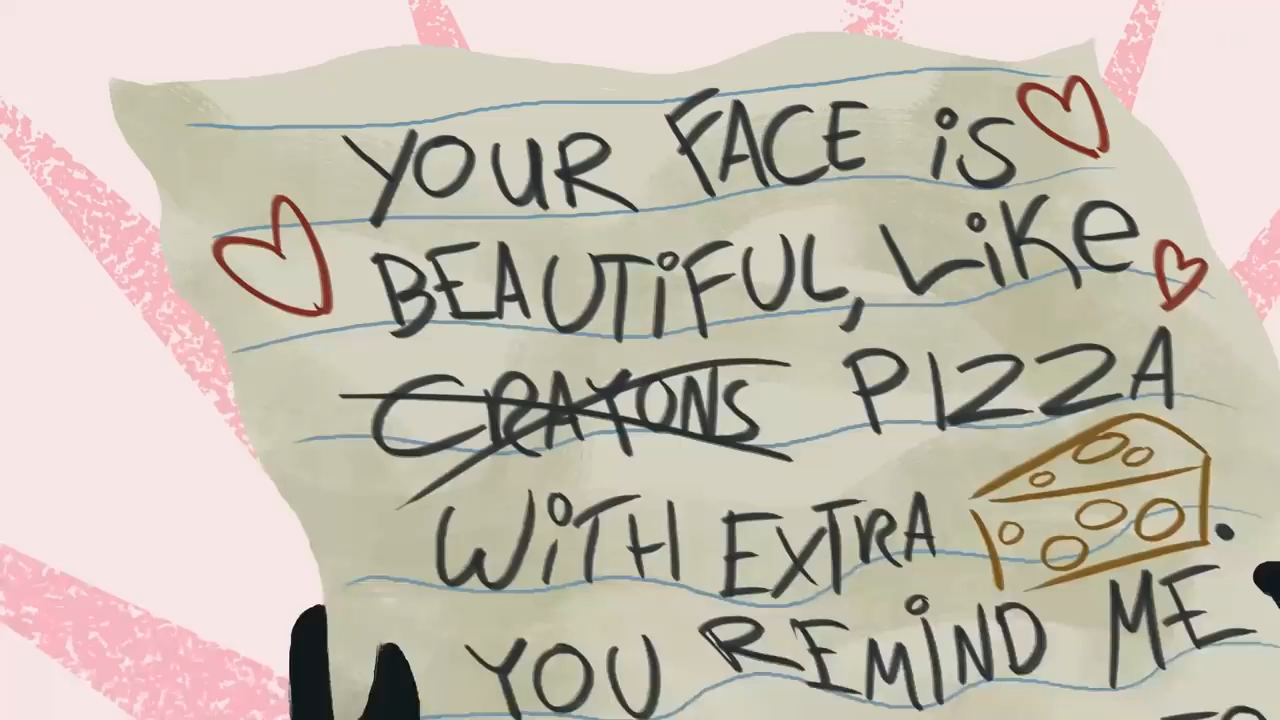 YOUR FACE iS
BEAUTiFUL, LiKe
CRAYONS PIZZA
WiTH EXTRA .
YOU REMiND ME